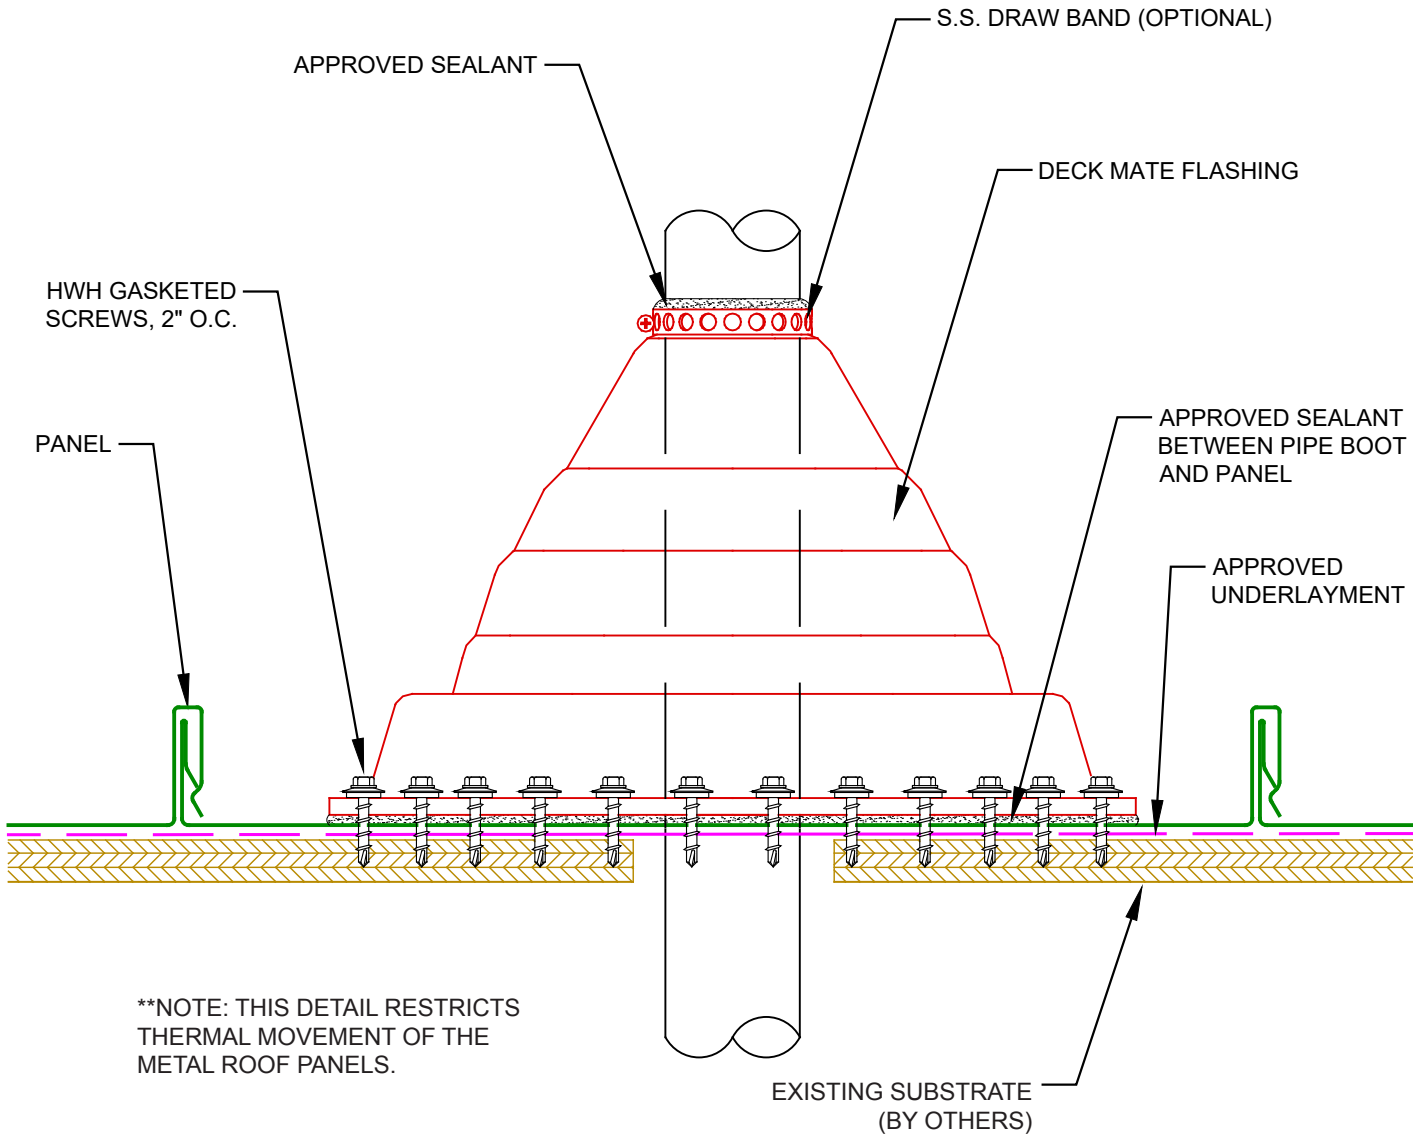 S.S. DRAW BAND (OPTIONAL)
APPROVED SEALANT
DECK MATE FLASHING
HWH GASKETED
SCREWS, 2" O.C.
PANEL
APPROVED SEALANT
BETWEEN PIPE BOOT
AND PANEL
APPROVED
UNDERLAYMENT
**NOTE: THIS DETAIL RESTRICTS
THERMAL MOVEMENT OF THE
METAL ROOF PANELS.
EXISTING SUBSTRATE
(BY OTHERS)